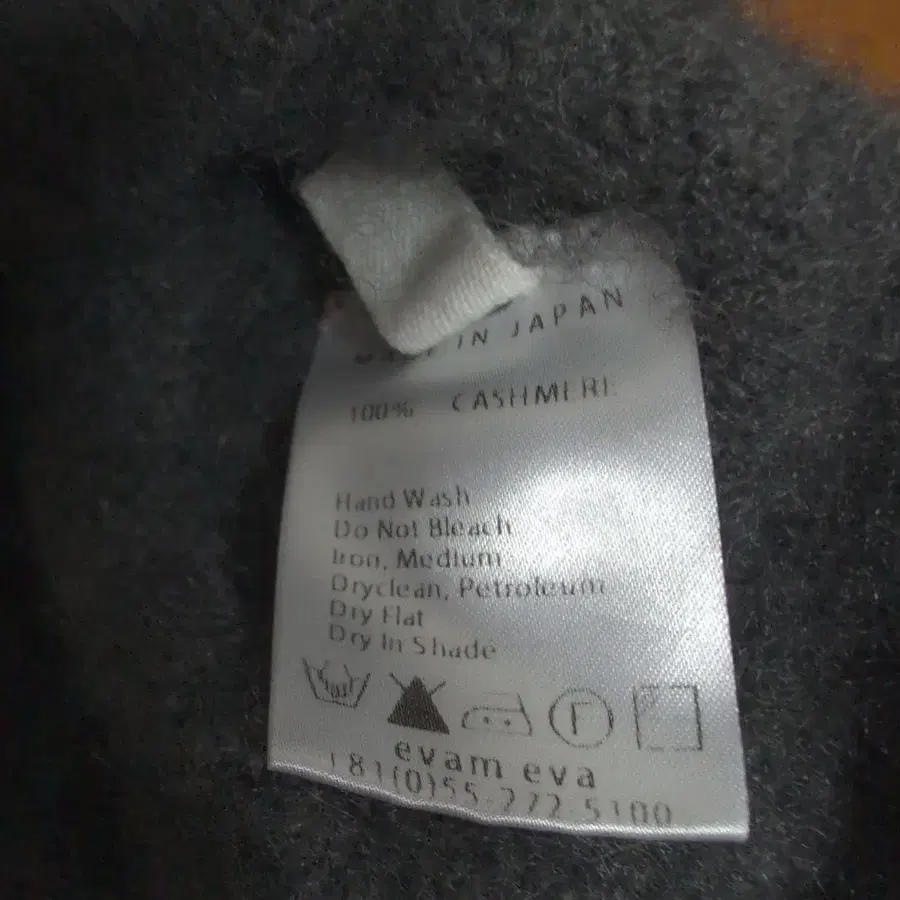 MADE IN JAPAN
100% CASHMERE
Hand Wash
Do Not Bleach
Iron, Medium
Dryclean, Petroleum
Dry Flat
Dry In Shade
F
evam eva
81(0)55-272-5100